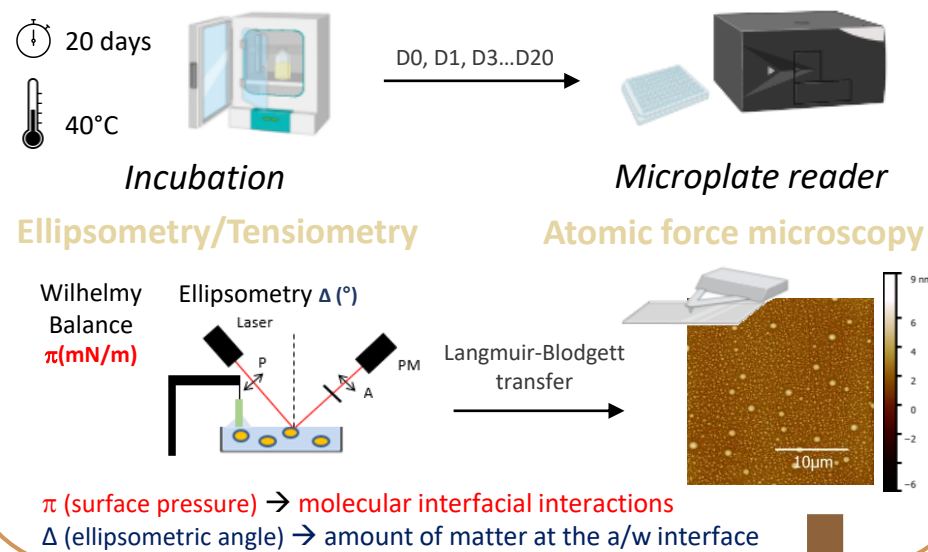 20 days
D0, D1, D3...D20
40°C
Incubation
Microplate reader
Ellipsometry/Tensiometry
Atomic force microscopy
Wilhelmy
Balance
π(mN/m)
Ellipsometry Δ (°)
Laser
P
PM
A
Langmuir-Blodgett
transfer
9 nm
6
4
2
0
−2
−6
10µm
π (surface pressure) → molecular interfacial interactions
Δ (ellipsometric angle) → amount of matter at the a/w interface